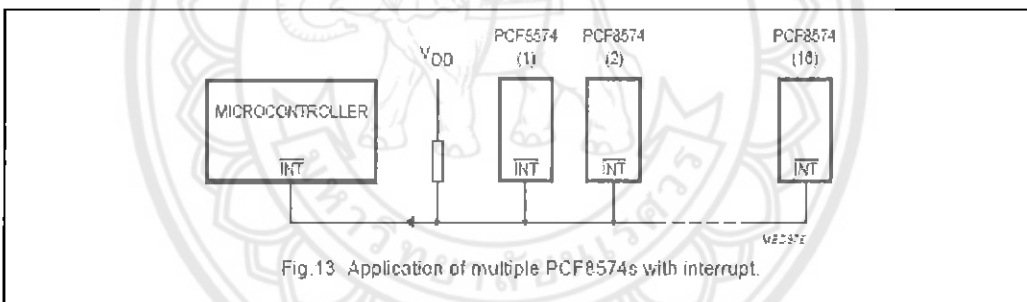 PCF8574 PCF8574 PCF8574
VDD (1) (2) (16)
MICROCONTROLLER
INT INT INT INT
Fig.13 Application of multiple PCF8574s with interrupt.